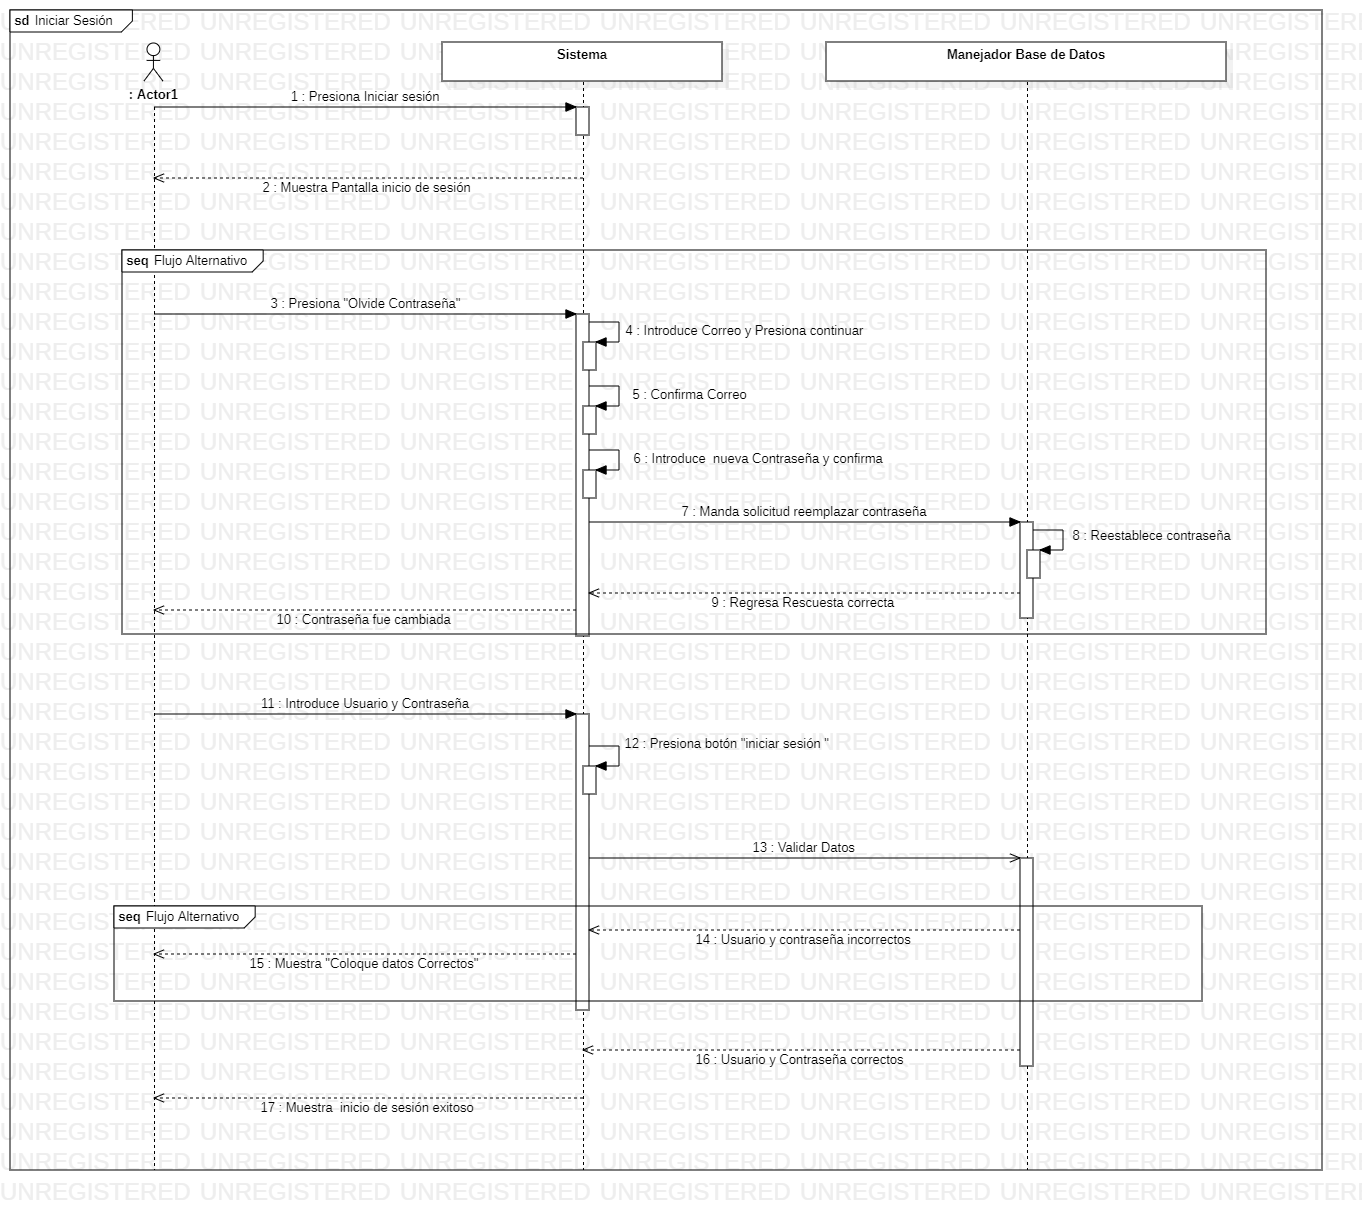 sd Iniciar Sesión
Sistema
Manejador Base de Datos
: Actor1
1 : Presiona Iniciar sesión
2 : Muestra Pantalla inicio de sesión
seq Flujo Alternativo
3 : Presiona "Olvide Contraseña"
4 : Introduce Correo y Presiona continuar
5 : Confirma Correo
6 : Introduce  nueva Contraseña y confirma
7 : Manda solicitud reemplazar contraseña
8 : Reestablece contraseña
9 : Regresa Rescuesta correcta
10 : Contraseña fue cambiada
11 : Introduce Usuario y Contraseña
12 : Presiona botón "iniciar sesión "
13 : Validar Datos
seq Flujo Alternativo
14 : Usuario y contraseña incorrectos
15 : Muestra "Coloque datos Correctos"
16 : Usuario y Contraseña correctos
17 : Muestra  inicio de sesión exitoso
UNREGISTERED UNREGISTERED UNREGISTERED UNREGISTERED UNREGISTERED UNREGISTERED UNREGISTERI